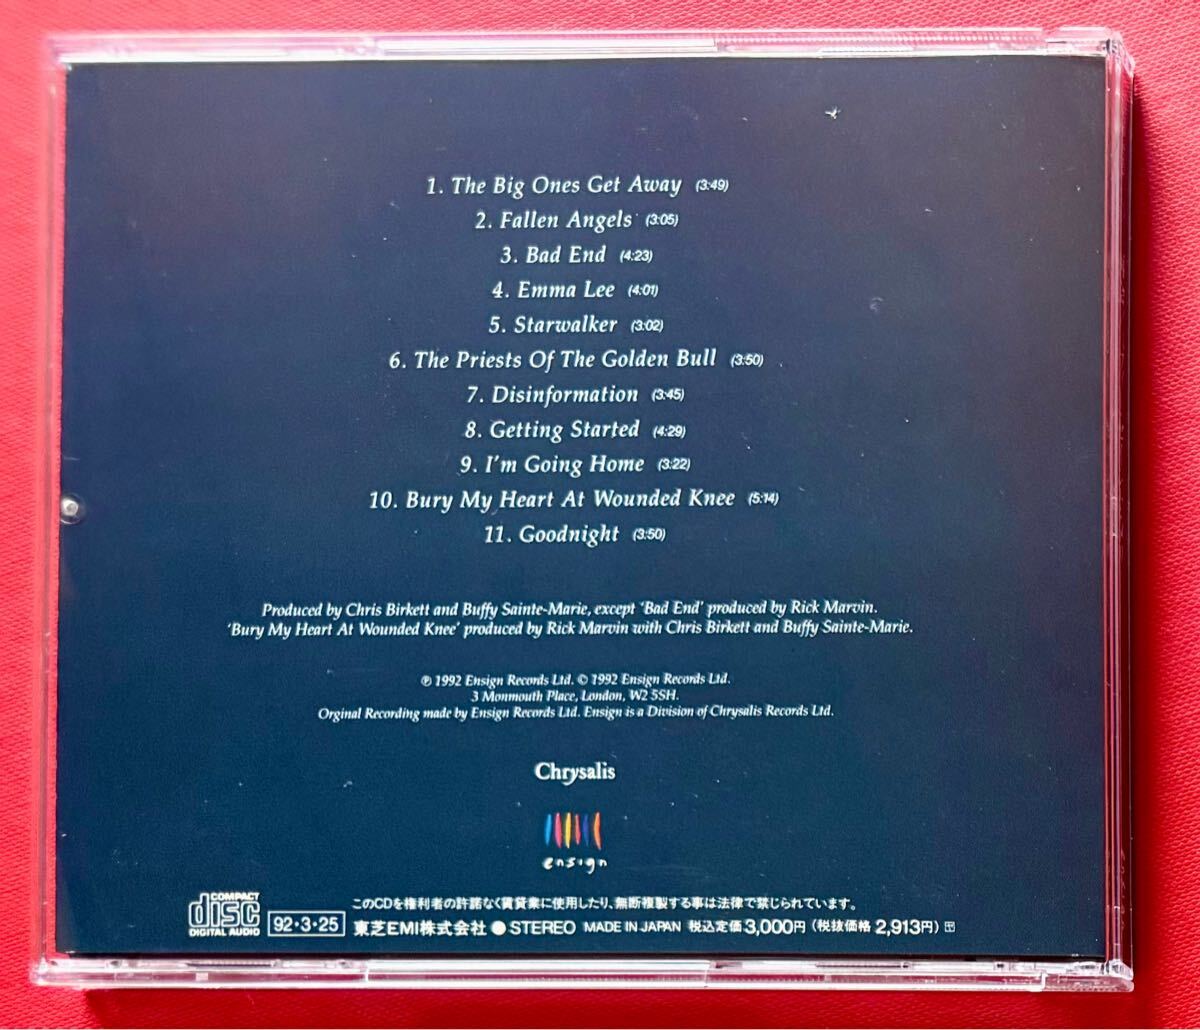 1. The Big Ones Get Away (3:49)
2. Fallen Angels (3:05)
3. Bad End (4:23)
4. Emma Lee (4:01)
5. Starwalker (3:02)
6. The Priests Of The Golden Bull (3:50)
7. Disinformation (3:45)
8. Getting Started (4:29)
9. I'm Going Home (3:22)
10. Bury My Heart At Wounded Knee (5:14)
11. Goodnight (3:50)
Produced by Chris Birkett and Buffy Sainte-Marie, except 'Bad End' produced by Rick Marvin.
'Bury My Heart At Wounded Knee' produced by Rick Marvin with Chris Birkett and Buffy Sainte-Marie.
℗ 1992 Ensign Records Ltd. © 1992 Ensign Records Ltd.
3 Monmouth Place, London, W2 5SH.
Orginal Recording made by Ensign Records Ltd. Ensign is a Division of Chrysalis Records Ltd.
Chrysalis
ensign
このCDを権利者の許諾なく賃貸業に使用したり、無断複製する事は法律で禁じられています。
COMPACT disc DIGITAL AUDIO 92・3・25 東芝EMI株式会社 ● STEREO MADE IN JAPAN 税込定価3,000円 (税抜価格 2,913円)